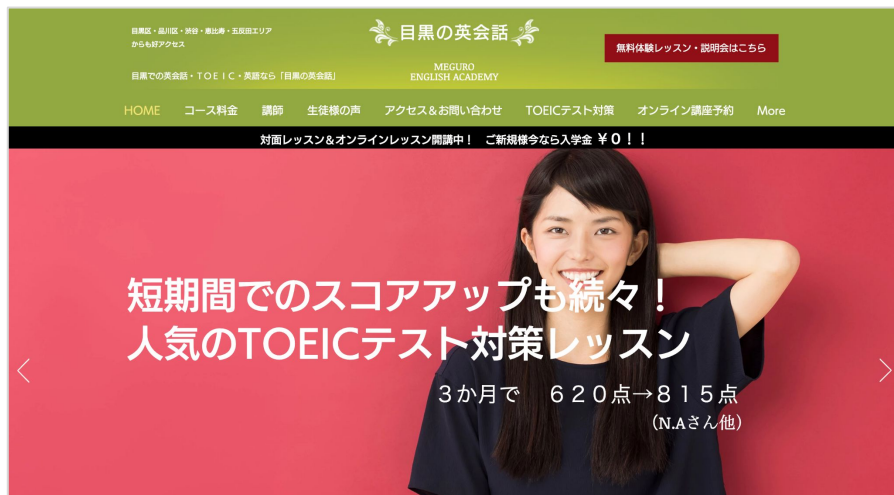 目黒区・品川区・渋谷・恵比寿・五反田エリア
からも好アクセス
目黒の英会話
無料体験レッスン・説明会はこちら
目黒での英会話・TOEIC・英語なら「目黒の英会話」
MEGURO
ENGLISH ACADEMY
HOME コース料金 講師 生徒様の声 アクセス＆お問い合わせ TOEICテスト対策 オンライン講座予約 More
対面レッスン＆オンラインレッスン開講中！ ご新規様今なら入学金 ￥０！！
短期間でのスコアアップも続々！
人気のTOEICテスト対策レッスン
３か月で ６２０点→８１５点
（N.Aさん他）